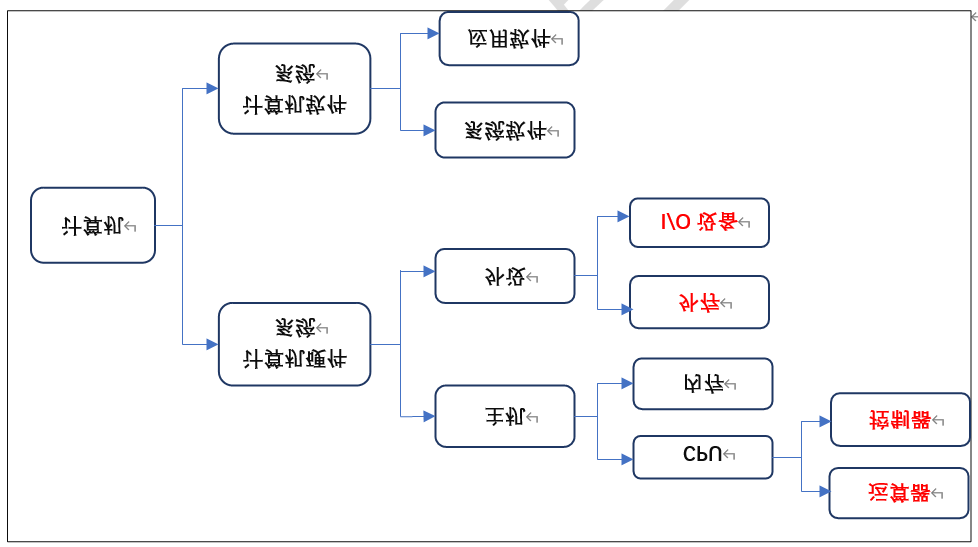 应用软件
计算机软件
系统
系统软件
计算机
I/O 设备
外设
外存
计算机硬件
系统
内存
主机
控制器
CPU
运算器